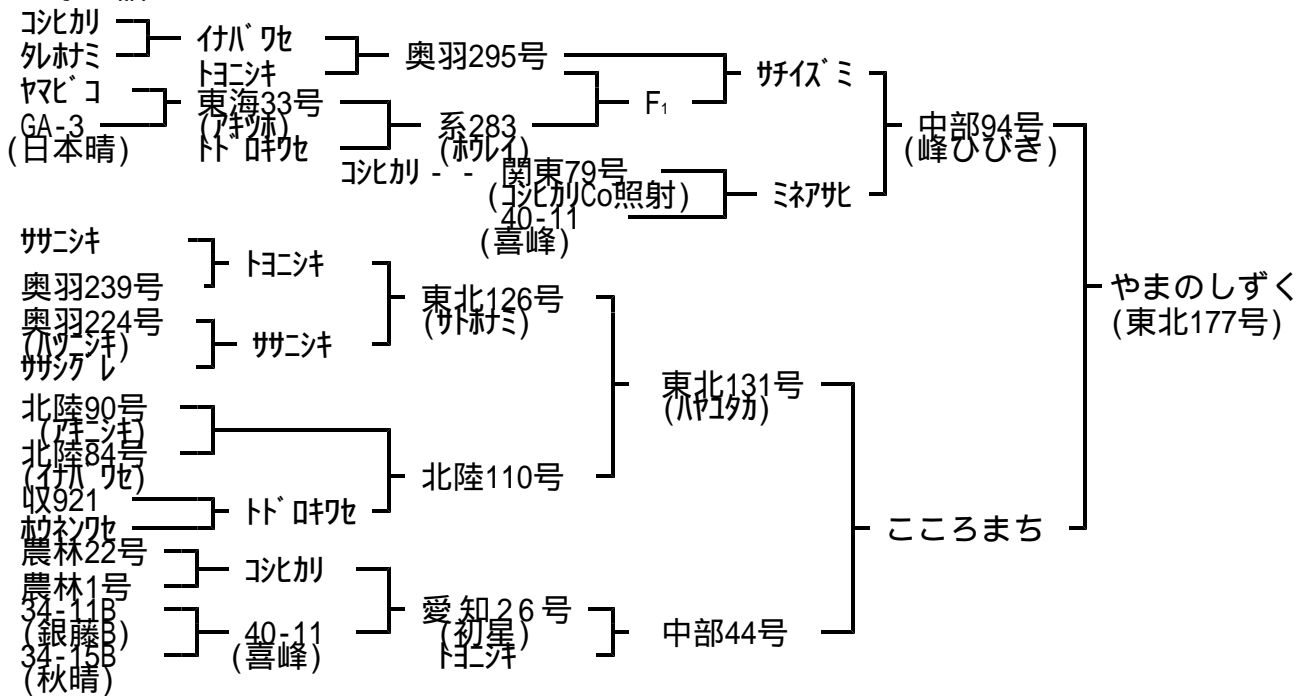 コシヒカリ
タレホナミ
イナバワセ
トヨニシキ
奥羽295号
サチイズミ
ヤマビコ
GA-3
(日本晴)
東海33号
(アキツホ)
トドロキワセ
系283
(ホウレイ)
F₁
中部94号
(峰ひびき)
コシヒカリ - - 関東79号
(コシヒカリCo照射)
40-11
(喜峰)
ミネアサヒ
ササニシキ
奥羽239号
トヨニシキ
奥羽224号
(ハツニシキ)
ササシグレ
ササニシキ
東北126号
(サトホナミ)
やまのしずく
(東北177号)
北陸90号
(アキニシキ)
北陸84号
(イナバワセ)
収921
ホウネンワセ
トドロキワセ
北陸110号
東北131号
(ハヤユタカ)
こころまち
農林22号
農林1号
コシヒカリ
34-11B
(銀藤B)
34-15B
(秋晴)
40-11
(喜峰)
愛知26号
(初星)
トヨニシキ
中部44号